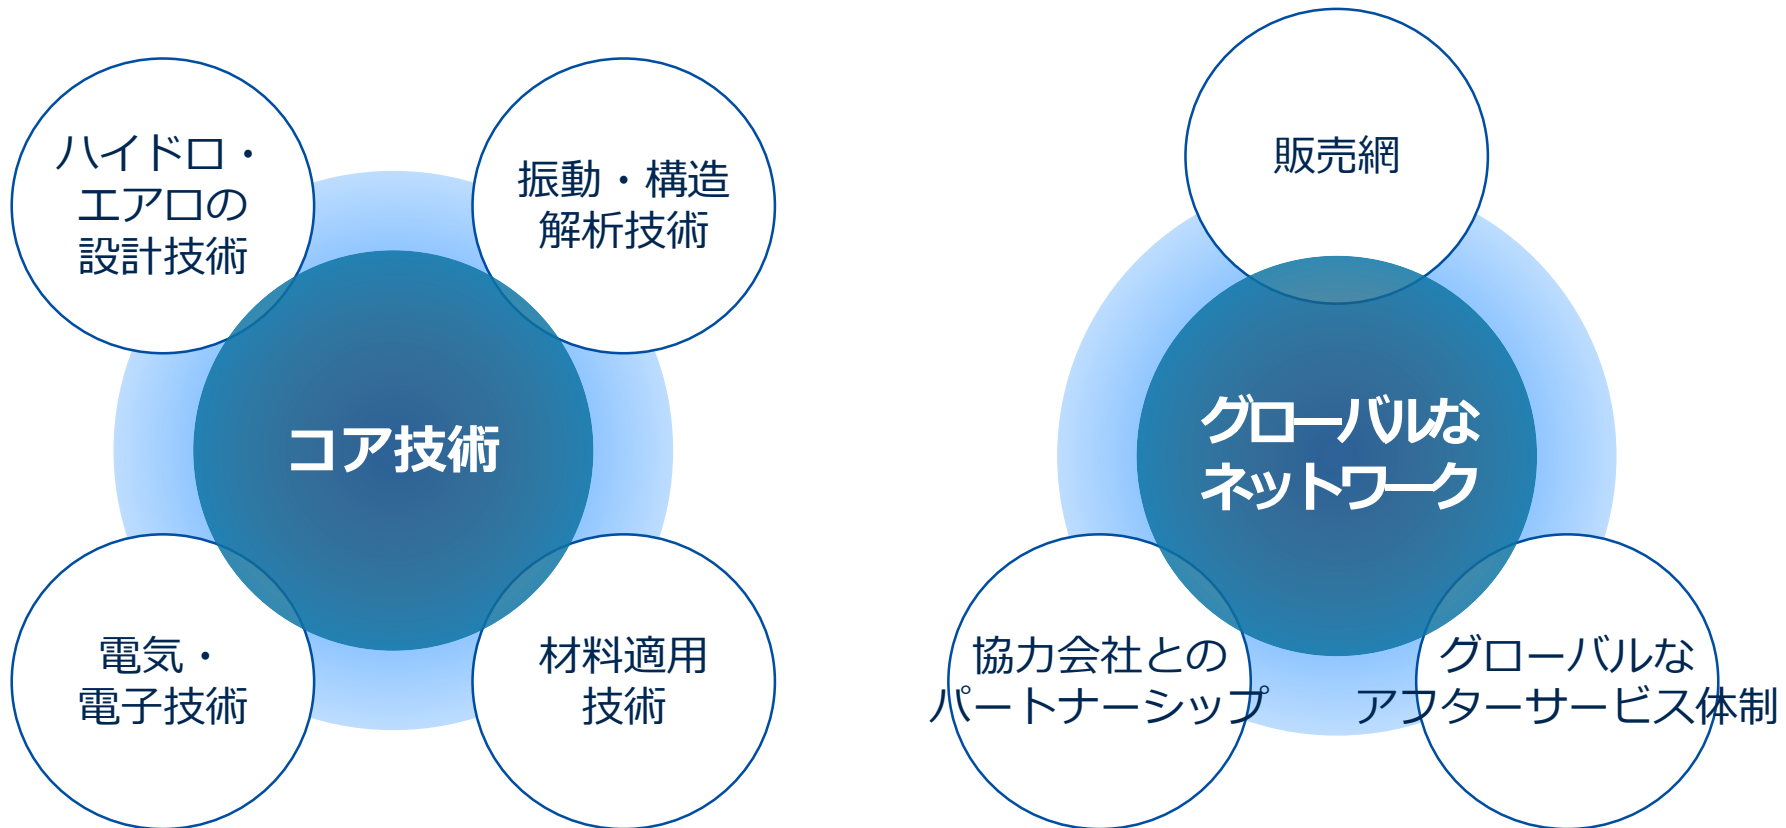 ハイドロ・
エアロの
設計技術
振動・構造
解析技術
コア技術
電気・
電子技術
材料適用
技術
販売網
グローバルな
ネットワーク
協力会社との
パートナーシップ
グローバルな
アフターサービス体制